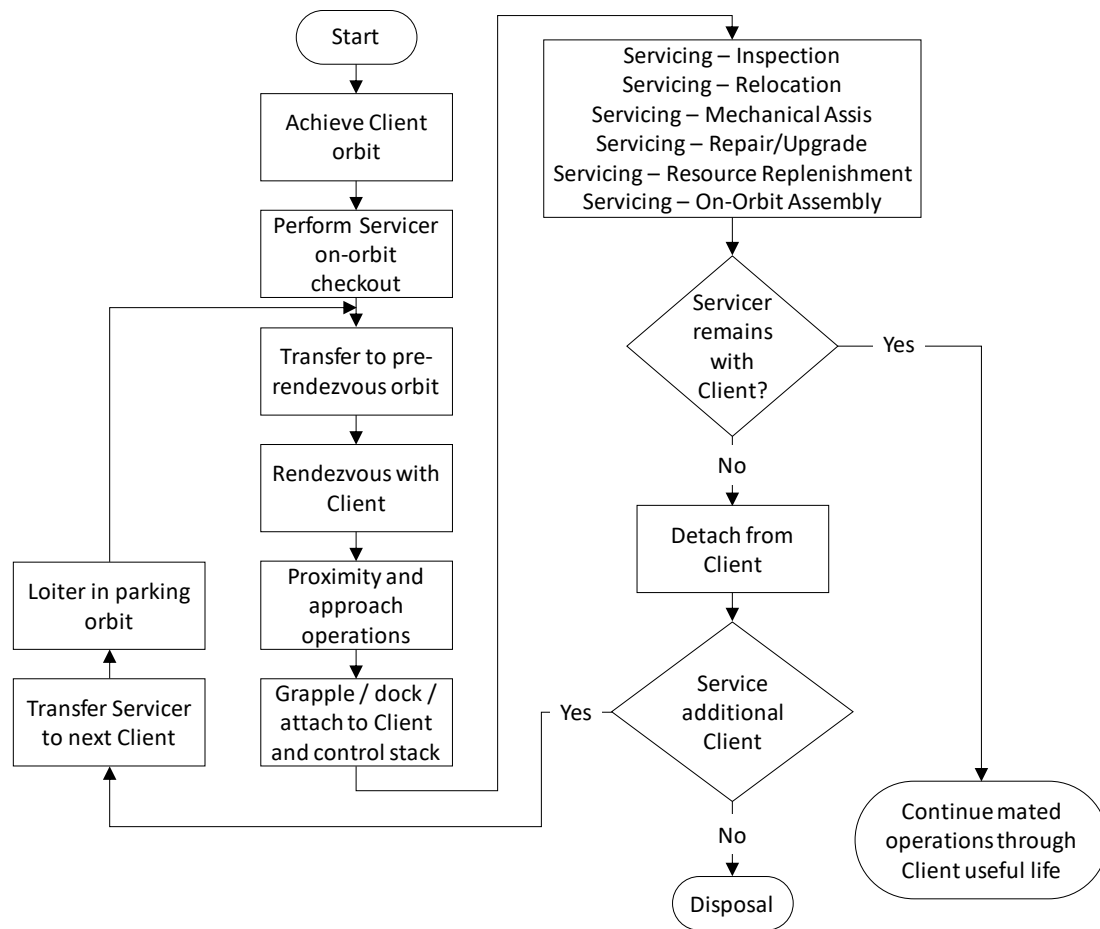 Start
Achieve Client
orbit
Perform Servicer
on-orbit
checkout
Transfer to pre-
rendezvous orbit
Rendezvous with
Client
Proximity and
approach
operations
Grapple / dock /
attach to Client
and control stack
Servicing – Inspection
Servicing – Relocation
Servicing – Mechanical Assis
Servicing – Repair/Upgrade
Servicing – Resource Replenishment
Servicing – On-Orbit Assembly
Servicer
remains
with
Client?
Yes
No
Detach from
Client
Service
additional
Client
Yes
No
Transfer Servicer
to next Client
Loiter in parking
orbit
Disposal
Continue mated
operations through
Client useful life